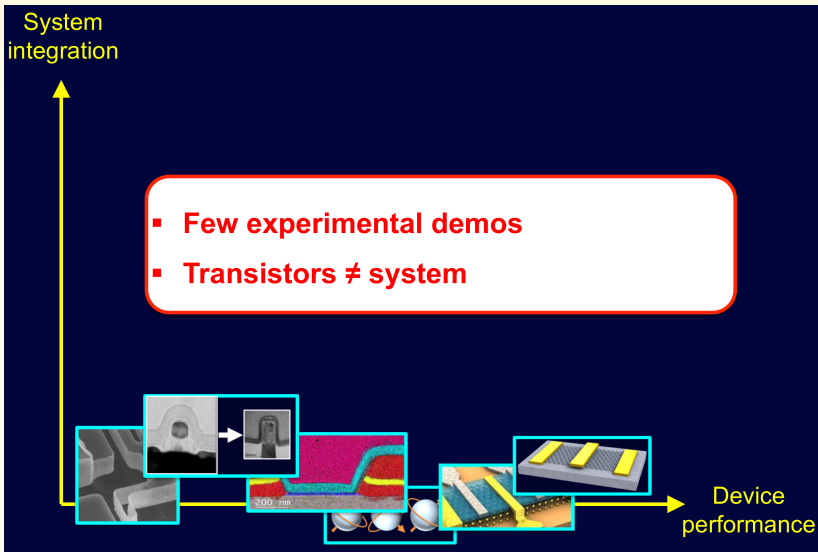 System
integration
▪ Few experimental demos
▪ Transistors ≠ system
200 nm
Device
performance